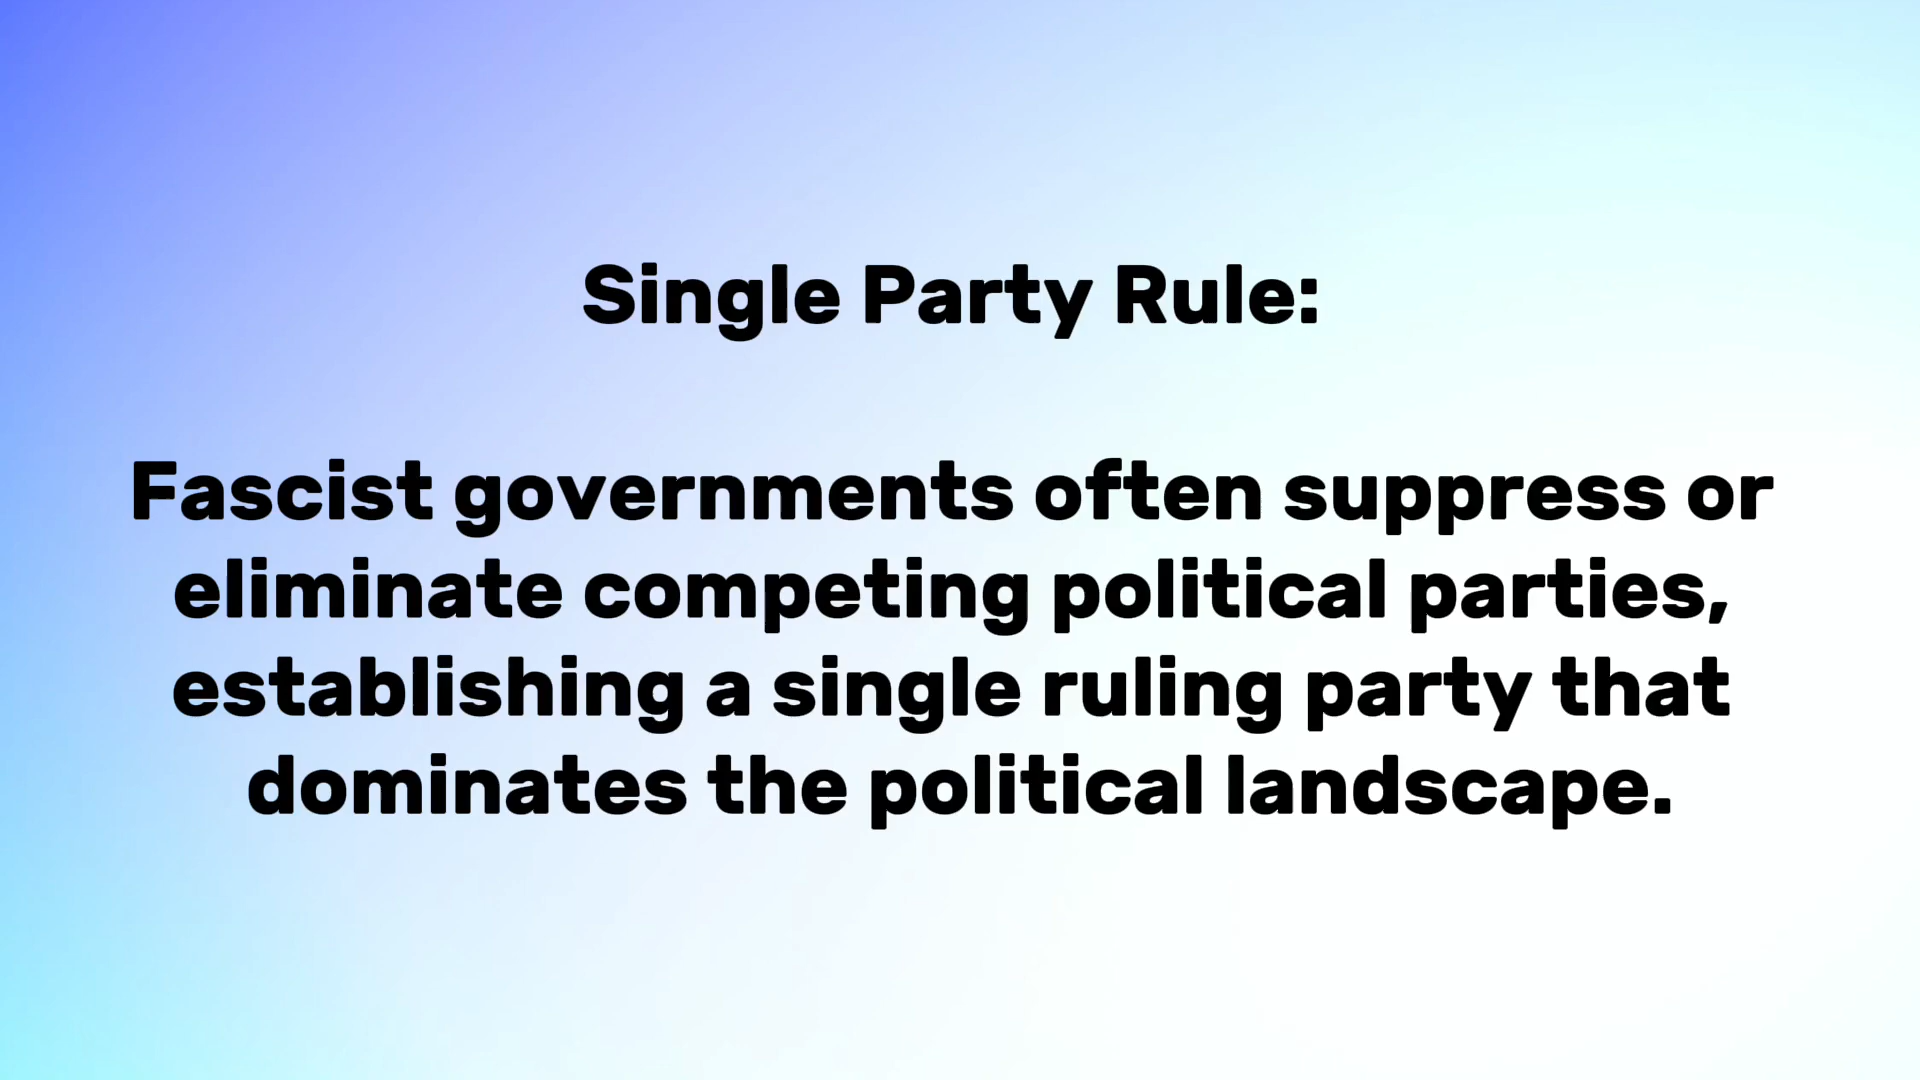 Single Party Rule:
Fascist governments often suppress or
eliminate competing political parties,
establishing a single ruling party that
dominates the political landscape.